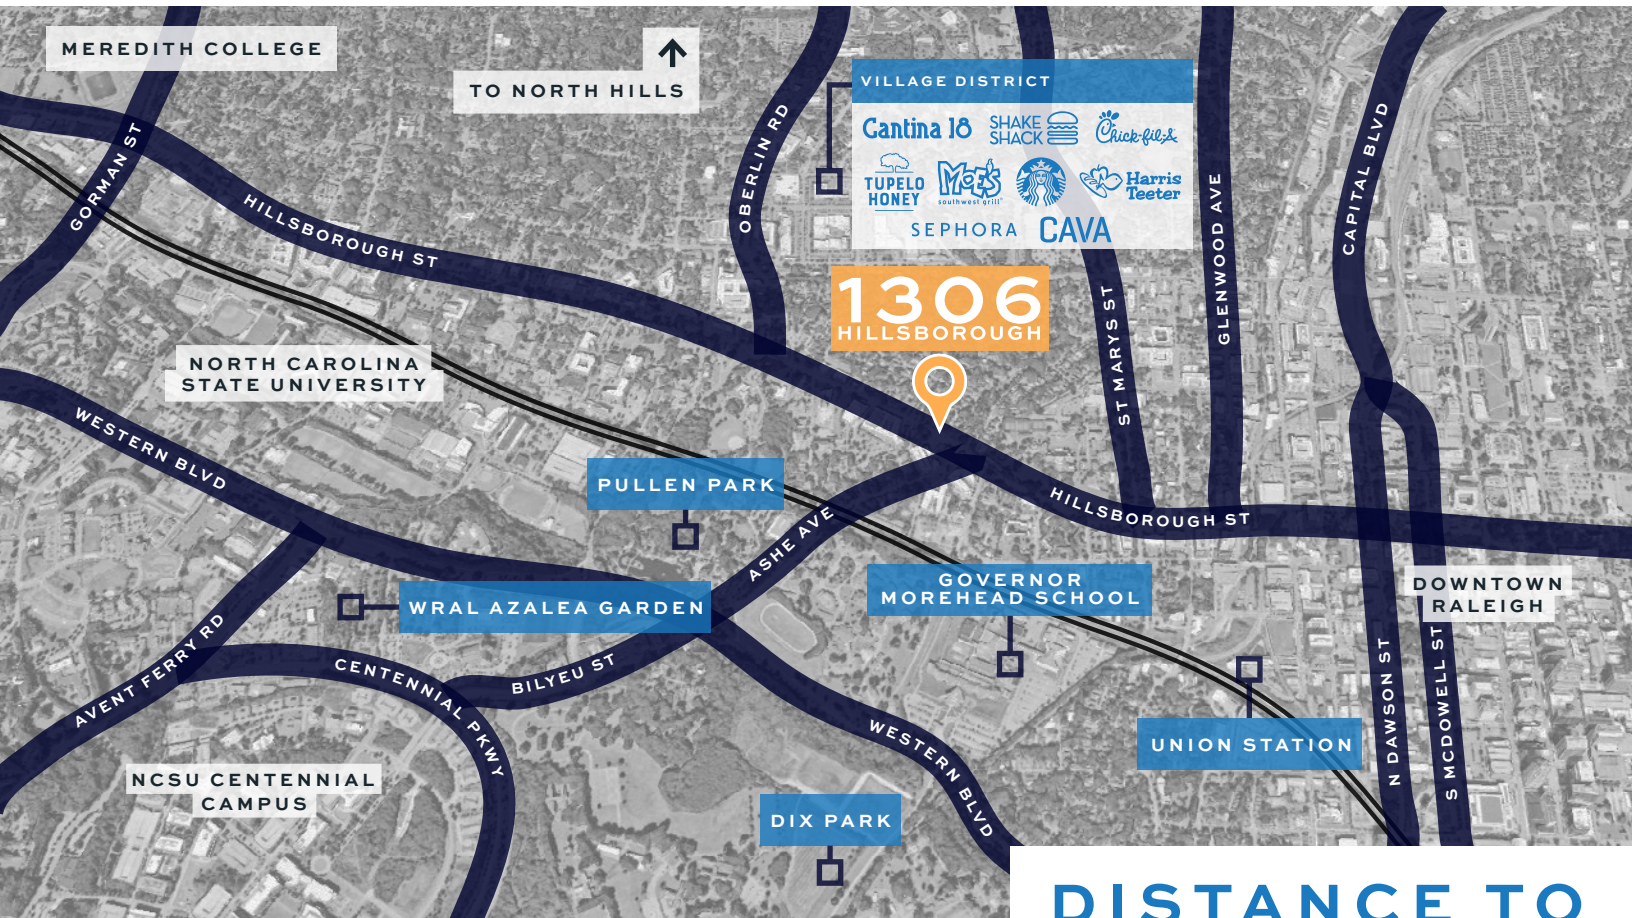 MEREDITH COLLEGE
TO NORTH HILLS
VILLAGE DISTRICT
Cantina 18
SHAKE
SHACK
Chick-fil-A
TUPELO
HONEY
MOE'S
southwest grill
Harris
Teeter
SEPHORA
CAVA
GORMAN ST
HILLSBOROUGH ST
OBERLIN RD
ST MARYS ST
GLENWOOD AVE
CAPITAL BLVD
1306
HILLSBOROUGH
NORTH CAROLINA
STATE UNIVERSITY
WESTERN BLVD
PULLEN PARK
ASHE AVE
HILLSBOROUGH ST
WRAL AZALEA GARDEN
GOVERNOR
MOREHEAD SCHOOL
DOWNTOWN
RALEIGH
AVENT FERRY RD
CENTENNIAL PKWY
BILYEU ST
WESTERN BLVD
UNION STATION
N DAWSON ST
S MCDOWELL ST
NCSU CENTENNIAL
CAMPUS
DIX PARK
DISTANCE TO